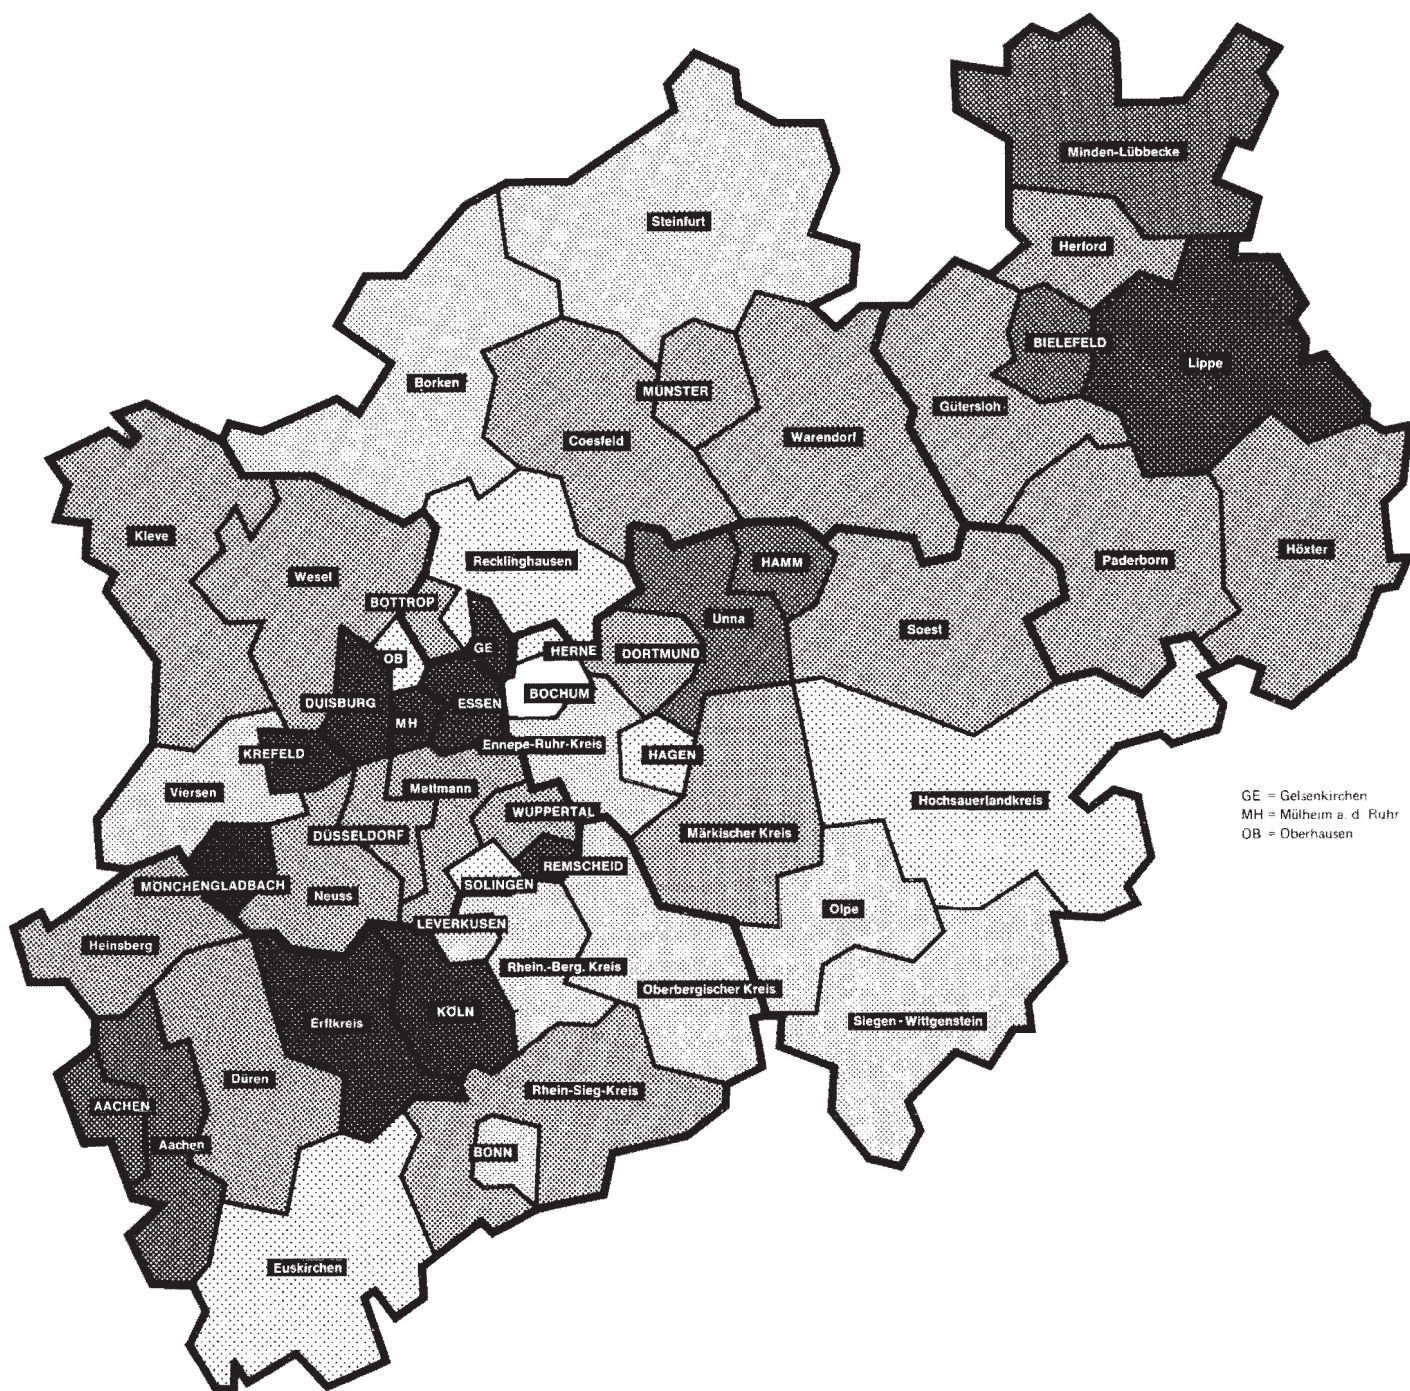 Minden-Lübbecke
Steinfurt
Herford
BIELEFELD
Lippe
Borken
MÜNSTER
Gütersloh
Coesfeld
Warendorf
Kleve
Recklinghausen
HAMM
Paderborn
Höxter
Wesel
BOTTROP
Unna
Soest
GE
HERNE
DORTMUND
OB
BOCHUM
DUISBURG
ESSEN
MH
Ennepe-Ruhr-Kreis
KREFELD
HAGEN
Viersen
Mettmann
Hochsauerlandkreis
GE = Gelsenkirchen
MH = Mülheim a. d. Ruhr
OB = Oberhausen
WUPPERTAL
DÜSSELDORF
Märkischer Kreis
REMSCHEID
MÖNCHENGLADBACH
SOLINGEN
Neuss
Olpe
LEVERKUSEN
Heinsberg
Rhein.-Berg. Kreis
Oberbergischer Kreis
KÖLN
Erftkreis
Siegen-Wittgenstein
Düren
Rhein-Sieg-Kreis
AACHEN
Aachen
BONN
Euskirchen